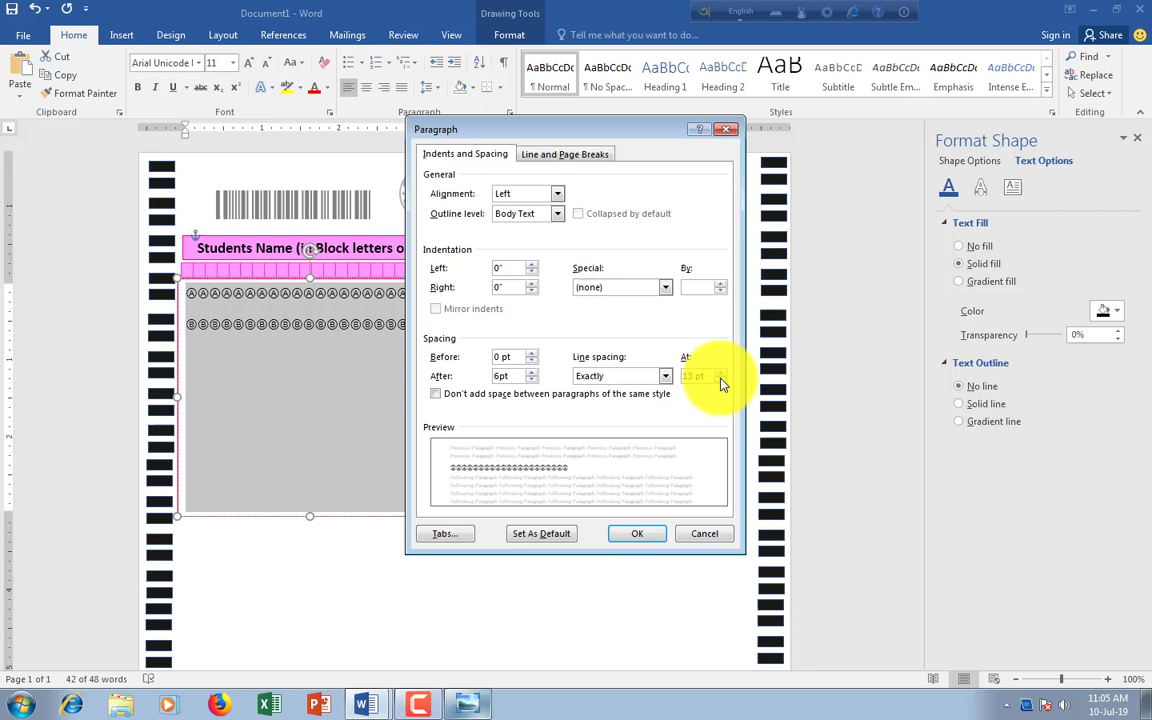 Document1 - Word
Drawing Tools
English
File
Home
Insert
Design
Layout
References
Mailings
Review
View
Format
Tell me what you want to do...
Sign in
Share
Paste
Cut
Copy
Format Painter
Clipboard
Arial Unicode I
11
Font
Paragraph
AaBbCcDc
¶ Normal
AaBbCcDc
¶ No Spac...
AaBbCc
Heading 1
AaBbCcC
Heading 2
AaB
Title
AaBbCcD
Subtitle
AaBbCcDc
Subtle Em...
AaBbCcDc
Emphasis
AaBbCcDc
Intense E...
Styles
Find
Replace
Select
Editing
Students Name (
Block letters o
ⒶⒶⒶⒶⒶⒶⒶⒶⒶⒶⒶⒶⒶⒶⒶⒶⒶⒶⒶ
ⒷⒷⒷⒷⒷⒷⒷⒷⒷⒷⒷⒷⒷⒷⒷⒷⒷⒷⒷ
Paragraph
Indents and Spacing
Line and Page Breaks
General
Alignment:
Left
Outline level:
Body Text
Collapsed by default
Indentation
Left:
0"
Special:
By:
Right:
0"
(none)
Mirror indents
Spacing
Before:
0 pt
Line spacing:
At:
After:
6pt
Exactly
13 pt
Don't add space between paragraphs of the same style
Preview
Tabs...
Set As Default
OK
Cancel
Format Shape
Shape Options
Text Options
Text Fill
No fill
Solid fill
Gradient fill
Color
Transparency
0%
Text Outline
No line
Solid line
Gradient line
Page 1 of 1
42 of 48 words
100%
11:05 AM
10-Jul-19